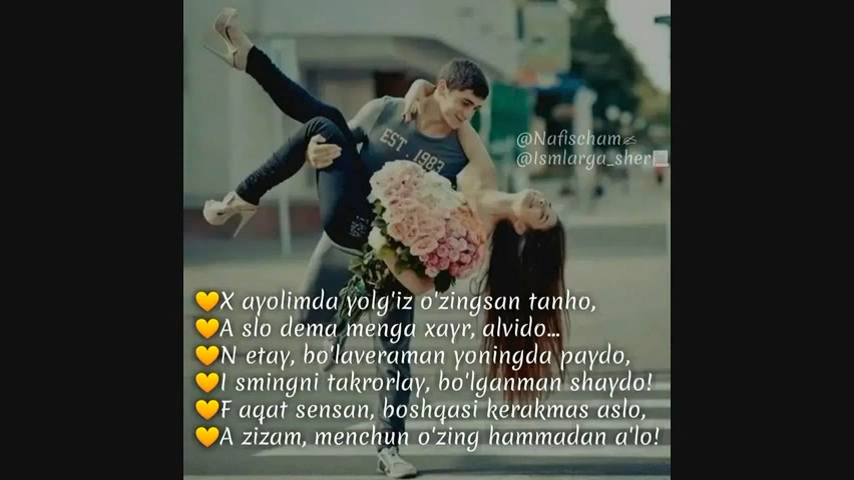 EST. 1983
@Nafischam✍
@Ismlarga_sher
💛X ayolimda yolg'iz o'zingsan tanho,
💛A slo dema menga xayr, alvido...
💛N etay, bo'laveraman yoningda paydo,
💛I smingni takrorlay, bo'lganman shaydo!
💛F aqat sensan, boshqasi kerakmas aslo,
💛A zizam, menchun o'zing hammadan a'lo!